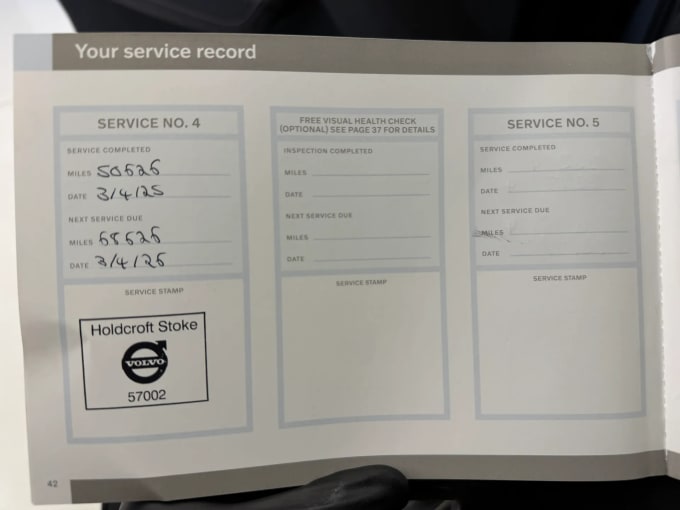 Your service record
SERVICE NO. 4
SERVICE COMPLETED
MILES 50626
DATE 3/4/25
NEXT SERVICE DUE
MILES 68626
DATE 3/4/26
SERVICE STAMP
Holdcroft Stoke
VOLVO
57002
FREE VISUAL HEALTH CHECK
(OPTIONAL) SEE PAGE 37 FOR DETAILS
INSPECTION COMPLETED
MILES
DATE
NEXT SERVICE DUE
MILES
DATE
SERVICE STAMP
SERVICE NO. 5
SERVICE COMPLETED
MILES
DATE
NEXT SERVICE DUE
MILES
DATE
SERVICE STAMP
42